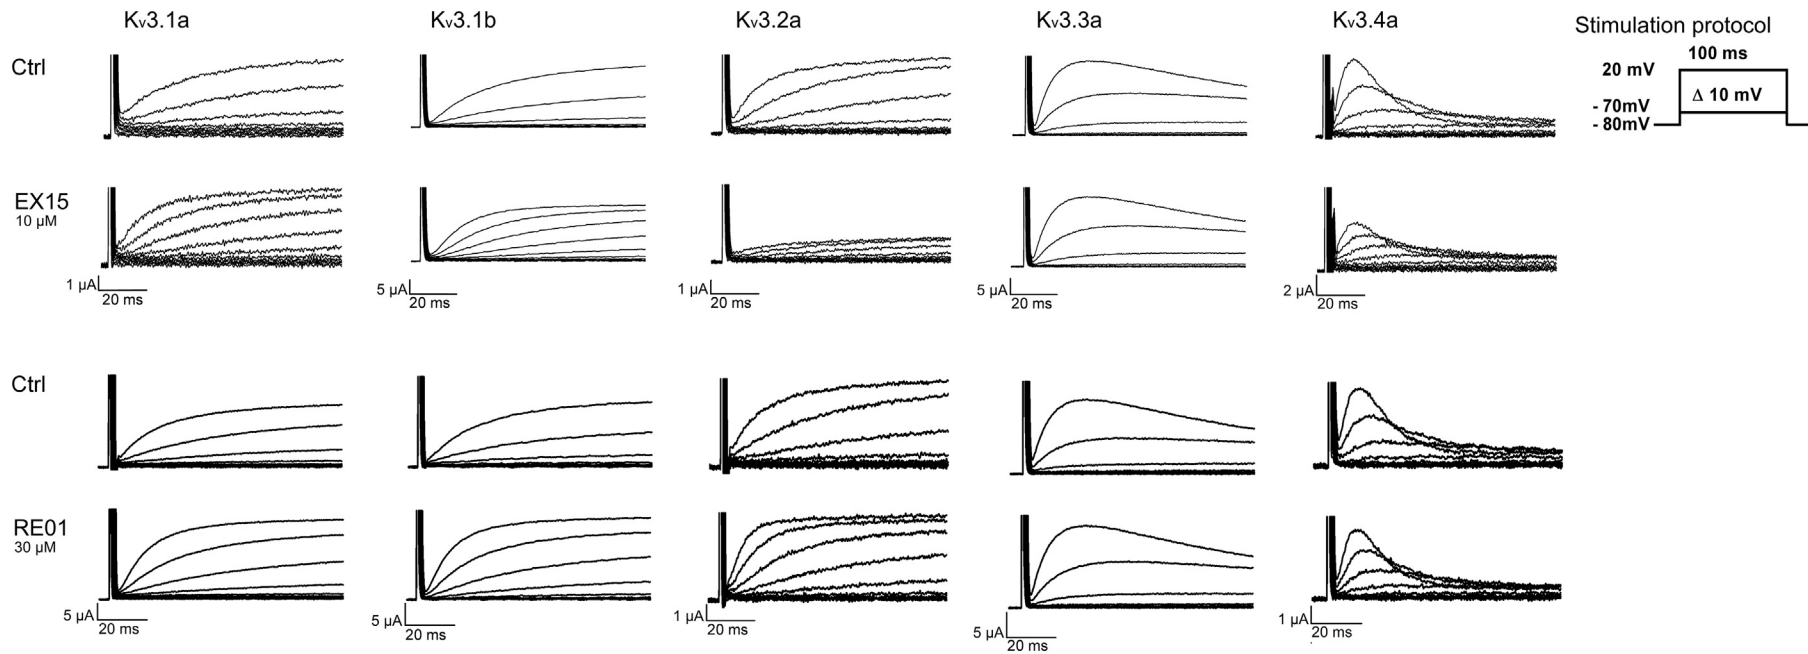 Kv3.1a Kv3.1b Kv3.2a Kv3.3a Kv3.4a Stimulation protocol
Ctrl
100 ms
20 mV
Δ 10 mV
- 70mV
- 80mV
EX15
10 µM
1 µA 5 µA 1 µA 5 µA 2 µA
20 ms 20 ms 20 ms 20 ms 20 ms
Ctrl
RE01
30 µM
5 µA 5 µA 1 µA 5 µA 1 µA
20 ms 20 ms 20 ms 20 ms 20 ms